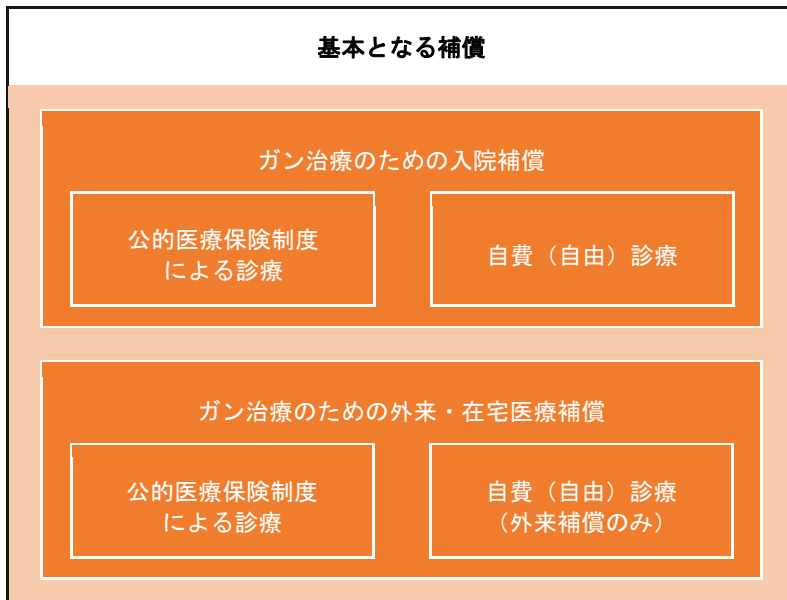 基本となる補償
ガン治療のための入院補償
公的医療保険制度
による診療
自費（自由）診療
ガン治療のための外来・在宅医療補償
公的医療保険制度
による診療
自費（自由）診療
（外来補償のみ）